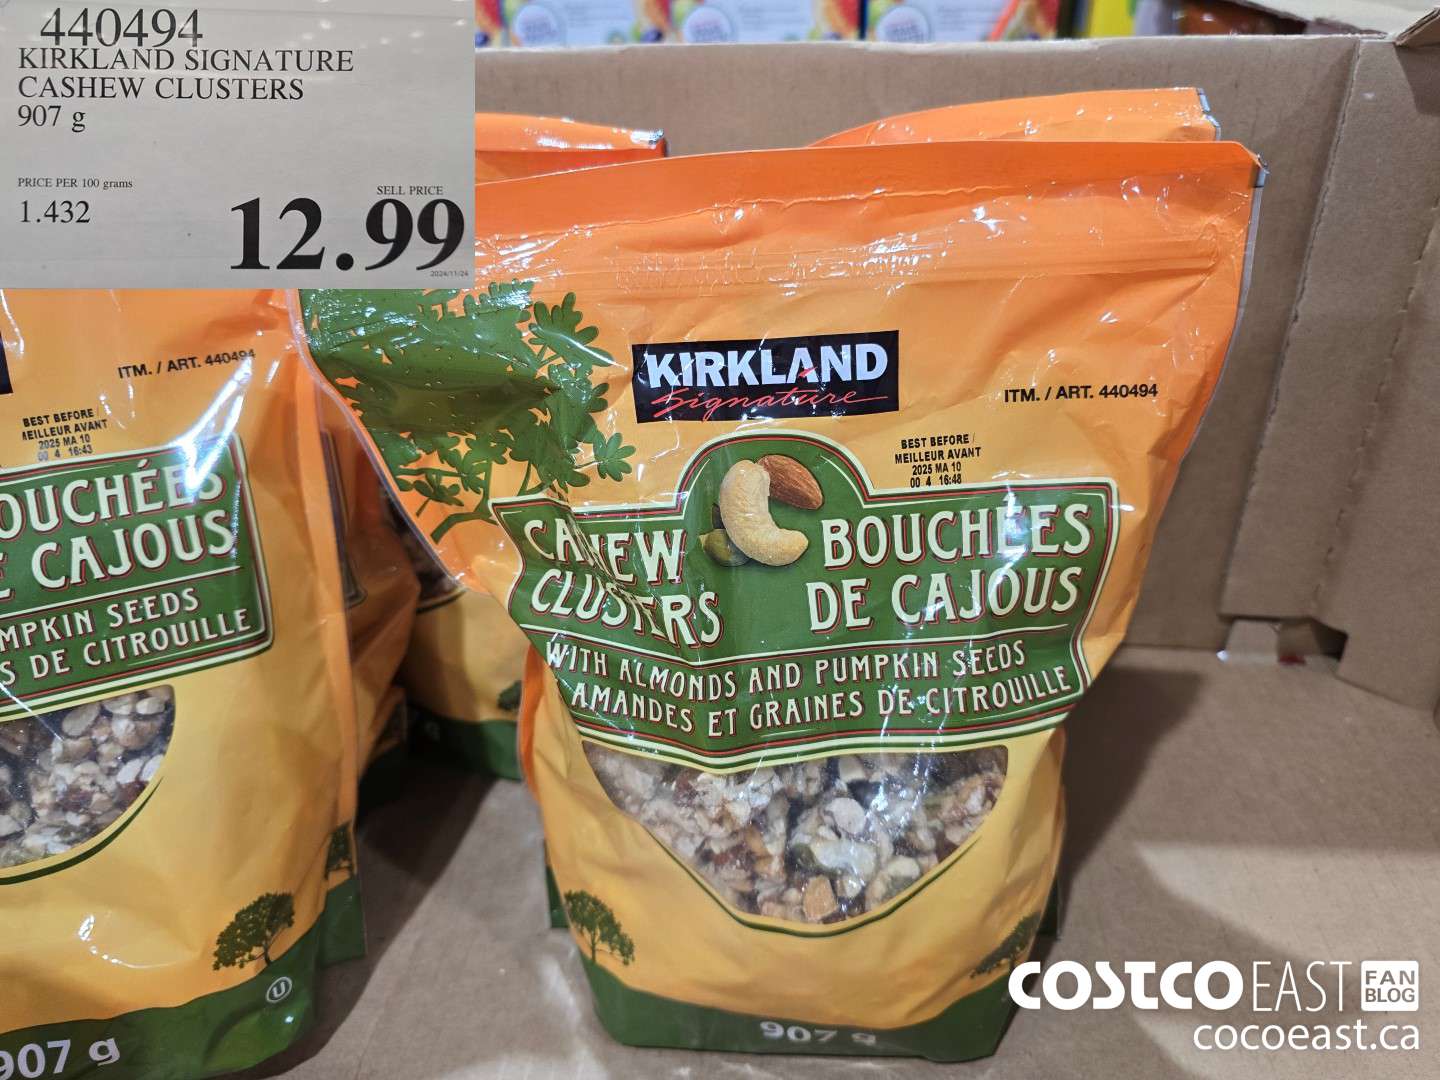 440494
KIRKLAND SIGNATURE
CASHEW CLUSTERS
907 g
PRICE PER 100 grams
1.432
SELL PRICE
12.99
2024/11/24
ITM. / ART. 440494
BEST BEFORE /
MEILLEUR AVANT
2025 MA 10
00 4 16:43
OUCHÉES
E CAJOUS
MPKIN SEEDS
S DE CITROUILLE
U
907 g
KIRKLAND
Signature
ITM. / ART. 440494
BEST BEFORE /
MEILLEUR AVANT
2025 MA 10
00 4 16:48
CASHEW
CLUSTERS
BOUCHÉES
DE CAJOUS
WITH ALMONDS AND PUMPKIN SEEDS
AMANDES ET GRAINES DE CITROUILLE
907 g
COSTCO EAST FAN BLOG
cocoeast.ca